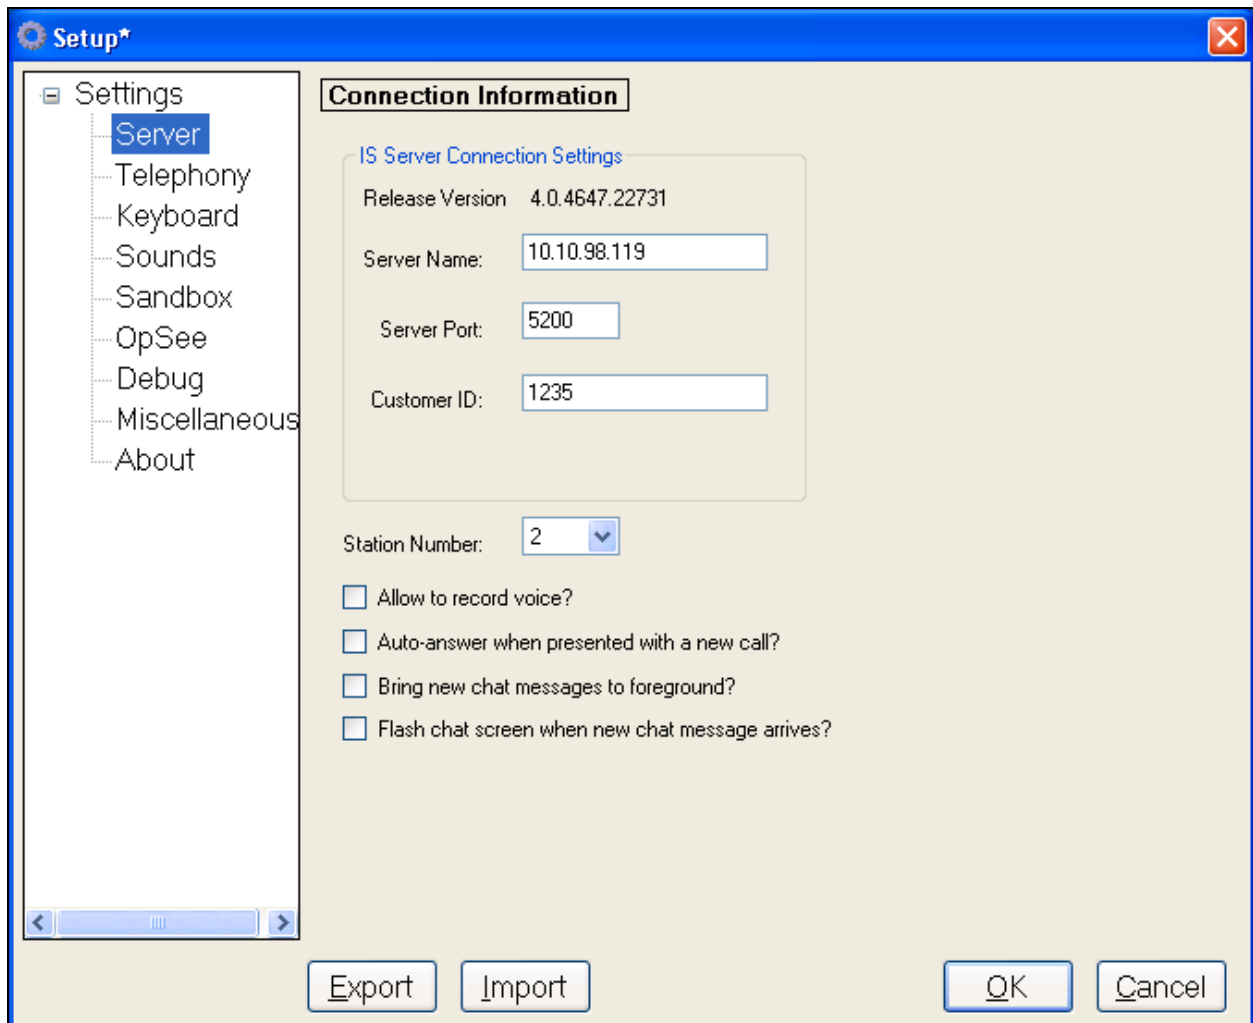 Setup*
Settings
Server
Telephony
Keyboard
Sounds
Sandbox
OpSee
Debug
Miscellaneous
About
Connection Information
IS Server Connection Settings
Release Version 4.0.4647.22731
Server Name: 10.10.98.119
Server Port: 5200
Customer ID: 1235
Station Number: 2
Allow to record voice?
Auto-answer when presented with a new call?
Bring new chat messages to foreground?
Flash chat screen when new chat message arrives?
Export Import OK Cancel